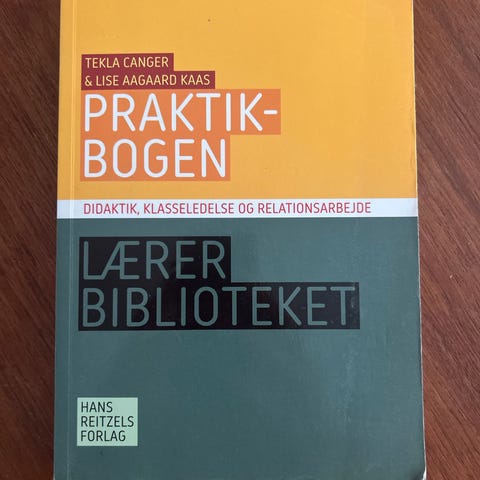 TEKLA CANGER
& LISE AAGAARD KAAS
PRAKTIK-
BOGEN
DIDAKTIK, KLASSELEDELSE OG RELATIONSARBEJDE
LÆRER
BIBLIOTEKET
HANS
REITZELS
FORLAG